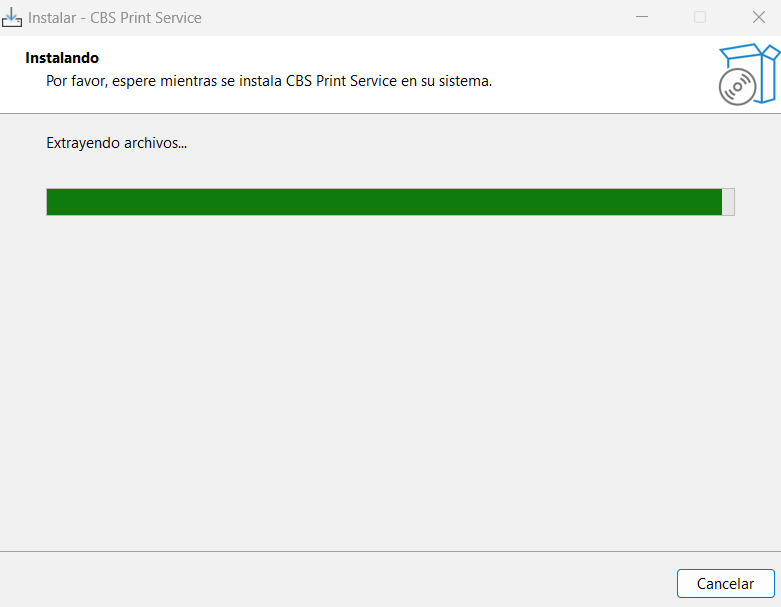 Instalar - CBS Print Service
Instalando
Por favor, espere mientras se instala CBS Print Service en su sistema.
Extrayendo archivos...
Cancelar